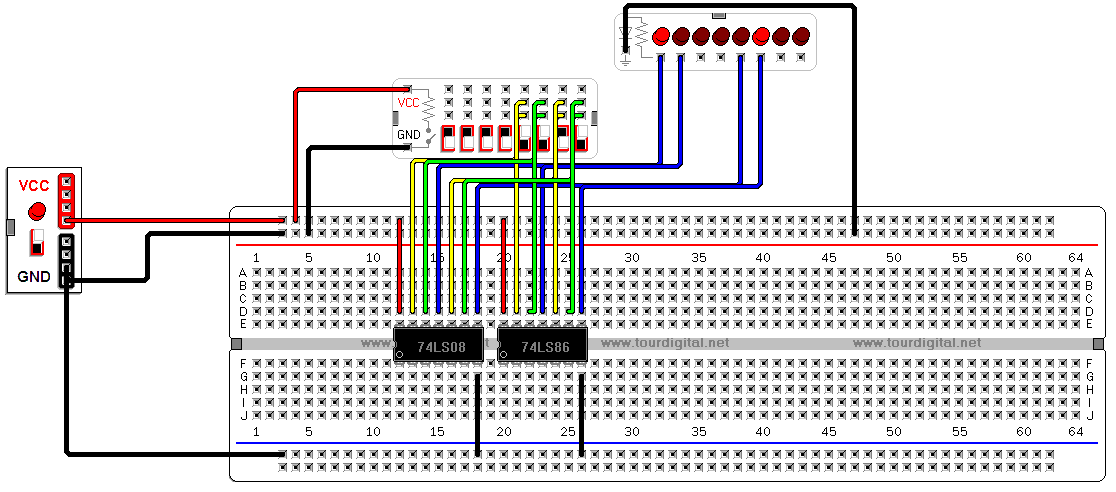 VCC
GND
VCC
GND
1 5 10 15 20 25 30 35 40 45 50 55 60 64
A A
B B
C C
D D
E E
www.tourdigital.net www.tourdigital.net
74LS08 74LS86
F F
G G
H H
I I
J J
1 5 10 15 20 25 30 35 40 45 50 55 60 64